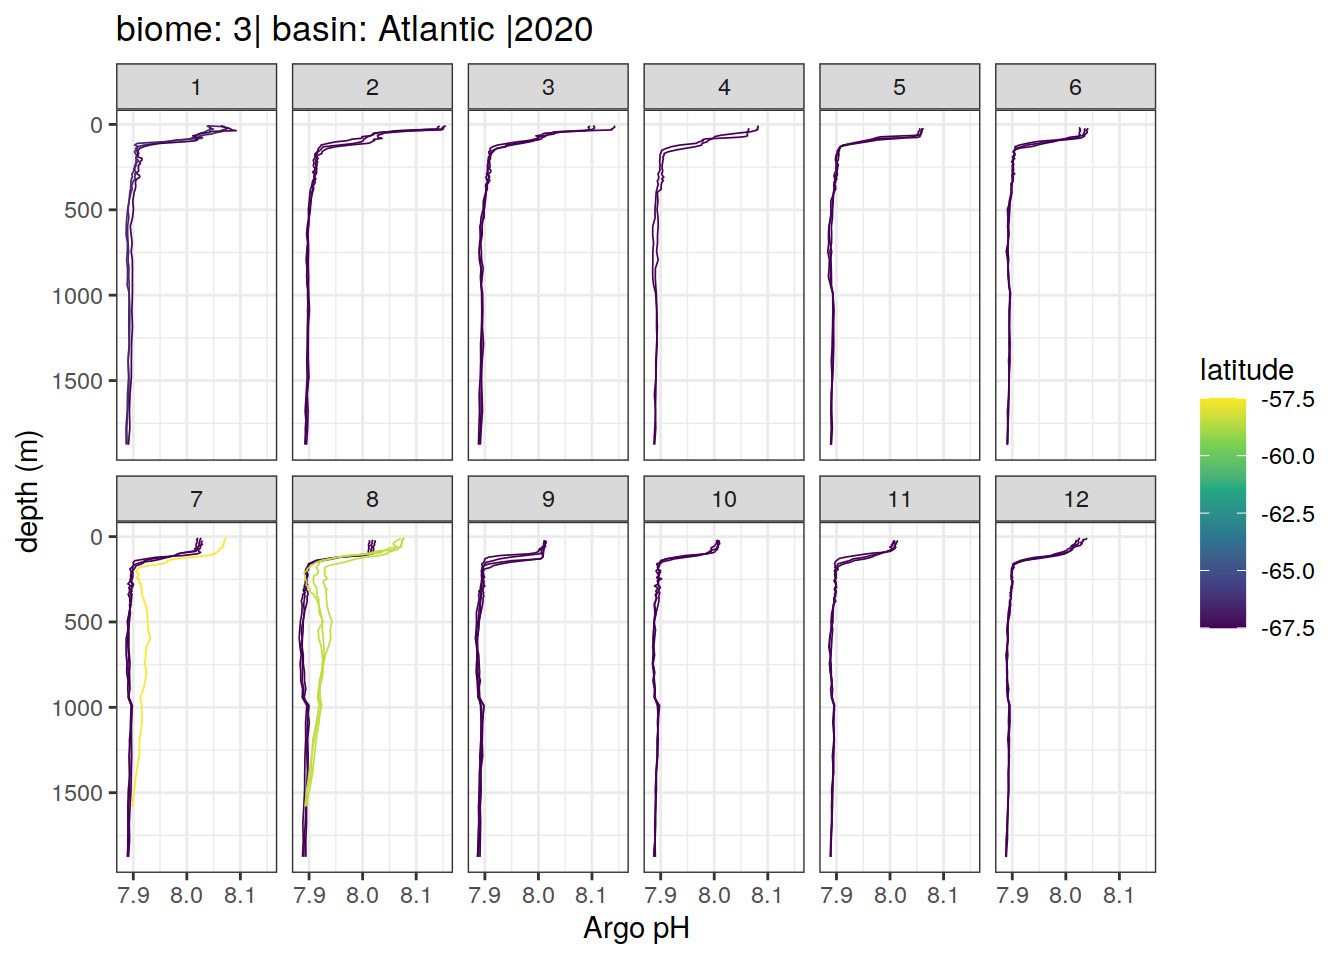 biome: 3| basin: Atlantic |2020
1 2 3 4 5 6
0
500
1000
1500
7 8 9 10 11 12
0
500
1000
1500
7.9 8.0 8.1 7.9 8.0 8.1 7.9 8.0 8.1 7.9 8.0 8.1 7.9 8.0 8.1 7.9 8.0 8.1
Argo pH
depth (m)
latitude
-57.5
-60.0
-62.5
-65.0
-67.5